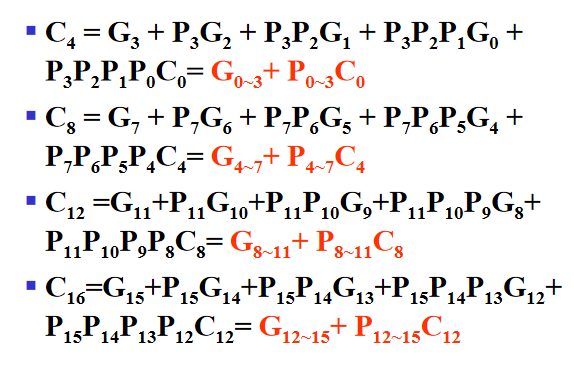 ▪ C₄ = G₃ + P₃G₂ + P₃P₂G₁ + P₃P₂P₁G₀ +
P₃P₂P₁P₀C₀= G₀~₃+ P₀~₃C₀
▪ C₈ = G₇ + P₇G₆ + P₇P₆G₅ + P₇P₆P₅G₄ +
P₇P₆P₅P₄C₄= G₄~₇+ P₄~₇C₄
▪ C₁₂ =G₁₁+P₁₁G₁₀+P₁₁P₁₀G₉+P₁₁P₁₀P₉G₈+
P₁₁P₁₀P₉P₈C₈= G₈~₁₁+ P₈~₁₁C₈
▪ C₁₆=G₁₅+P₁₅G₁₄+P₁₅P₁₄G₁₃+P₁₅P₁₄P₁₃G₁₂+
P₁₅P₁₄P₁₃P₁₂C₁₂= G₁₂~₁₅+ P₁₂~₁₅C₁₂